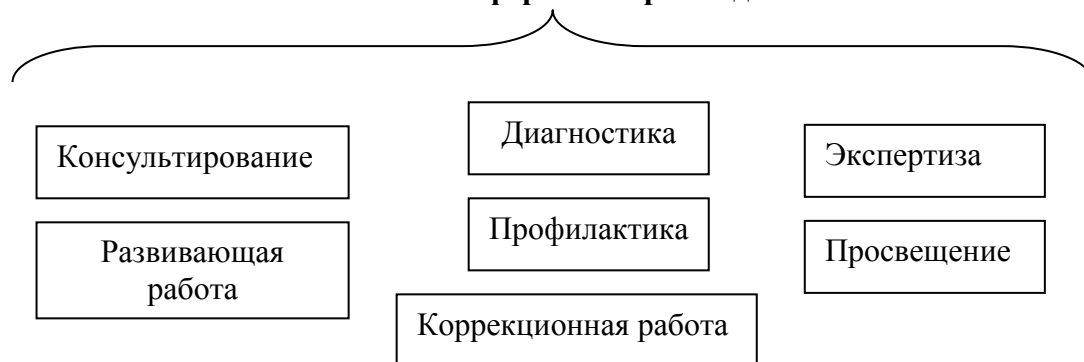 Консультирование
Развивающая
работа
Диагностика
Профилактика
Коррекционная работа
Экспертиза
Просвещение